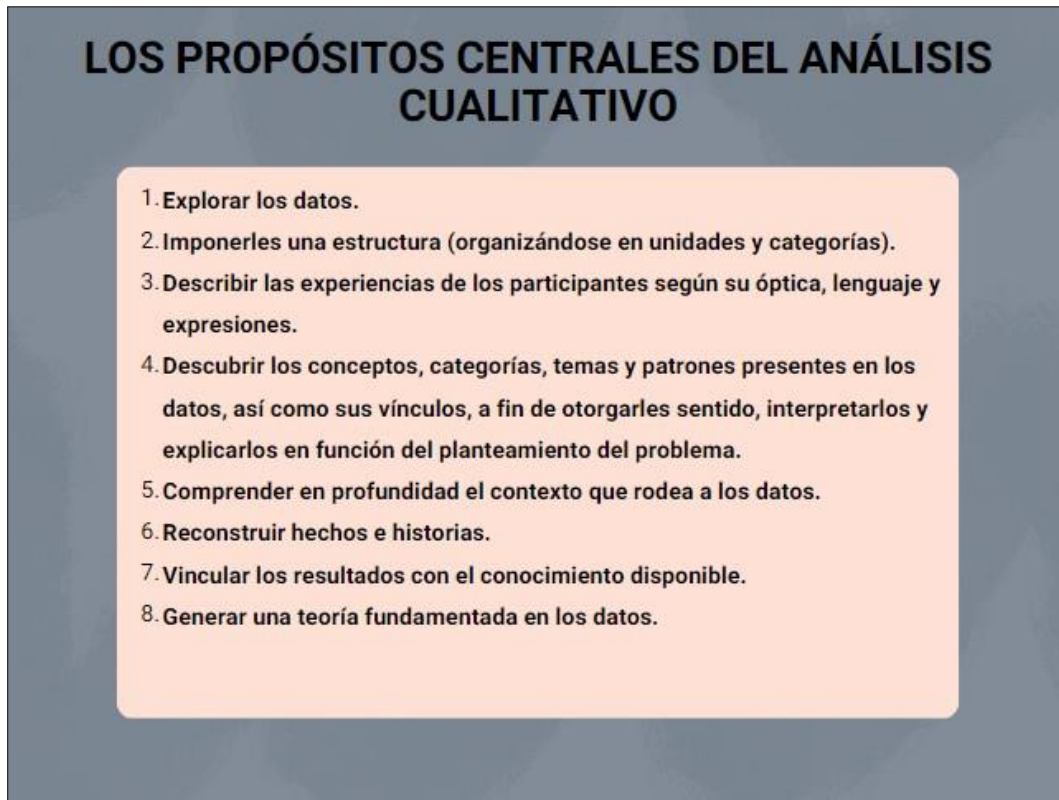 LOS PROPÓSITOS CENTRALES DEL ANÁLISIS
CUALITATIVO
1. Explorar los datos.
2. Imponerles una estructura (organizándose en unidades y categorías).
3. Describir las experiencias de los participantes según su óptica, lenguaje y
expresiones.
4. Descubrir los conceptos, categorías, temas y patrones presentes en los
datos, así como sus vínculos, a fin de otorgarles sentido, interpretarlos y
explicarlos en función del planteamiento del problema.
5. Comprender en profundidad el contexto que rodea a los datos.
6. Reconstruir hechos e historias.
7. Vincular los resultados con el conocimiento disponible.
8. Generar una teoría fundamentada en los datos.